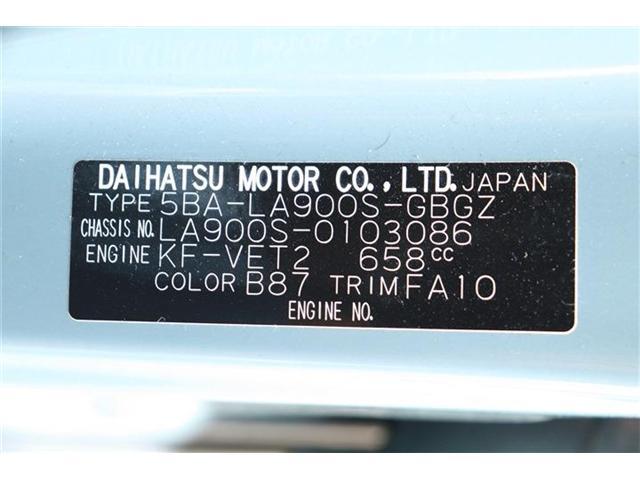 DAIHATSU MOTOR CO.,LTD. JAPAN
TYPE 5BA-LA900S-GBGZ
CHASSIS NO. LA900S-0103086
ENGINE KF-VET2 658CC
COLOR B87 TRIM FA10
ENGINE NO.